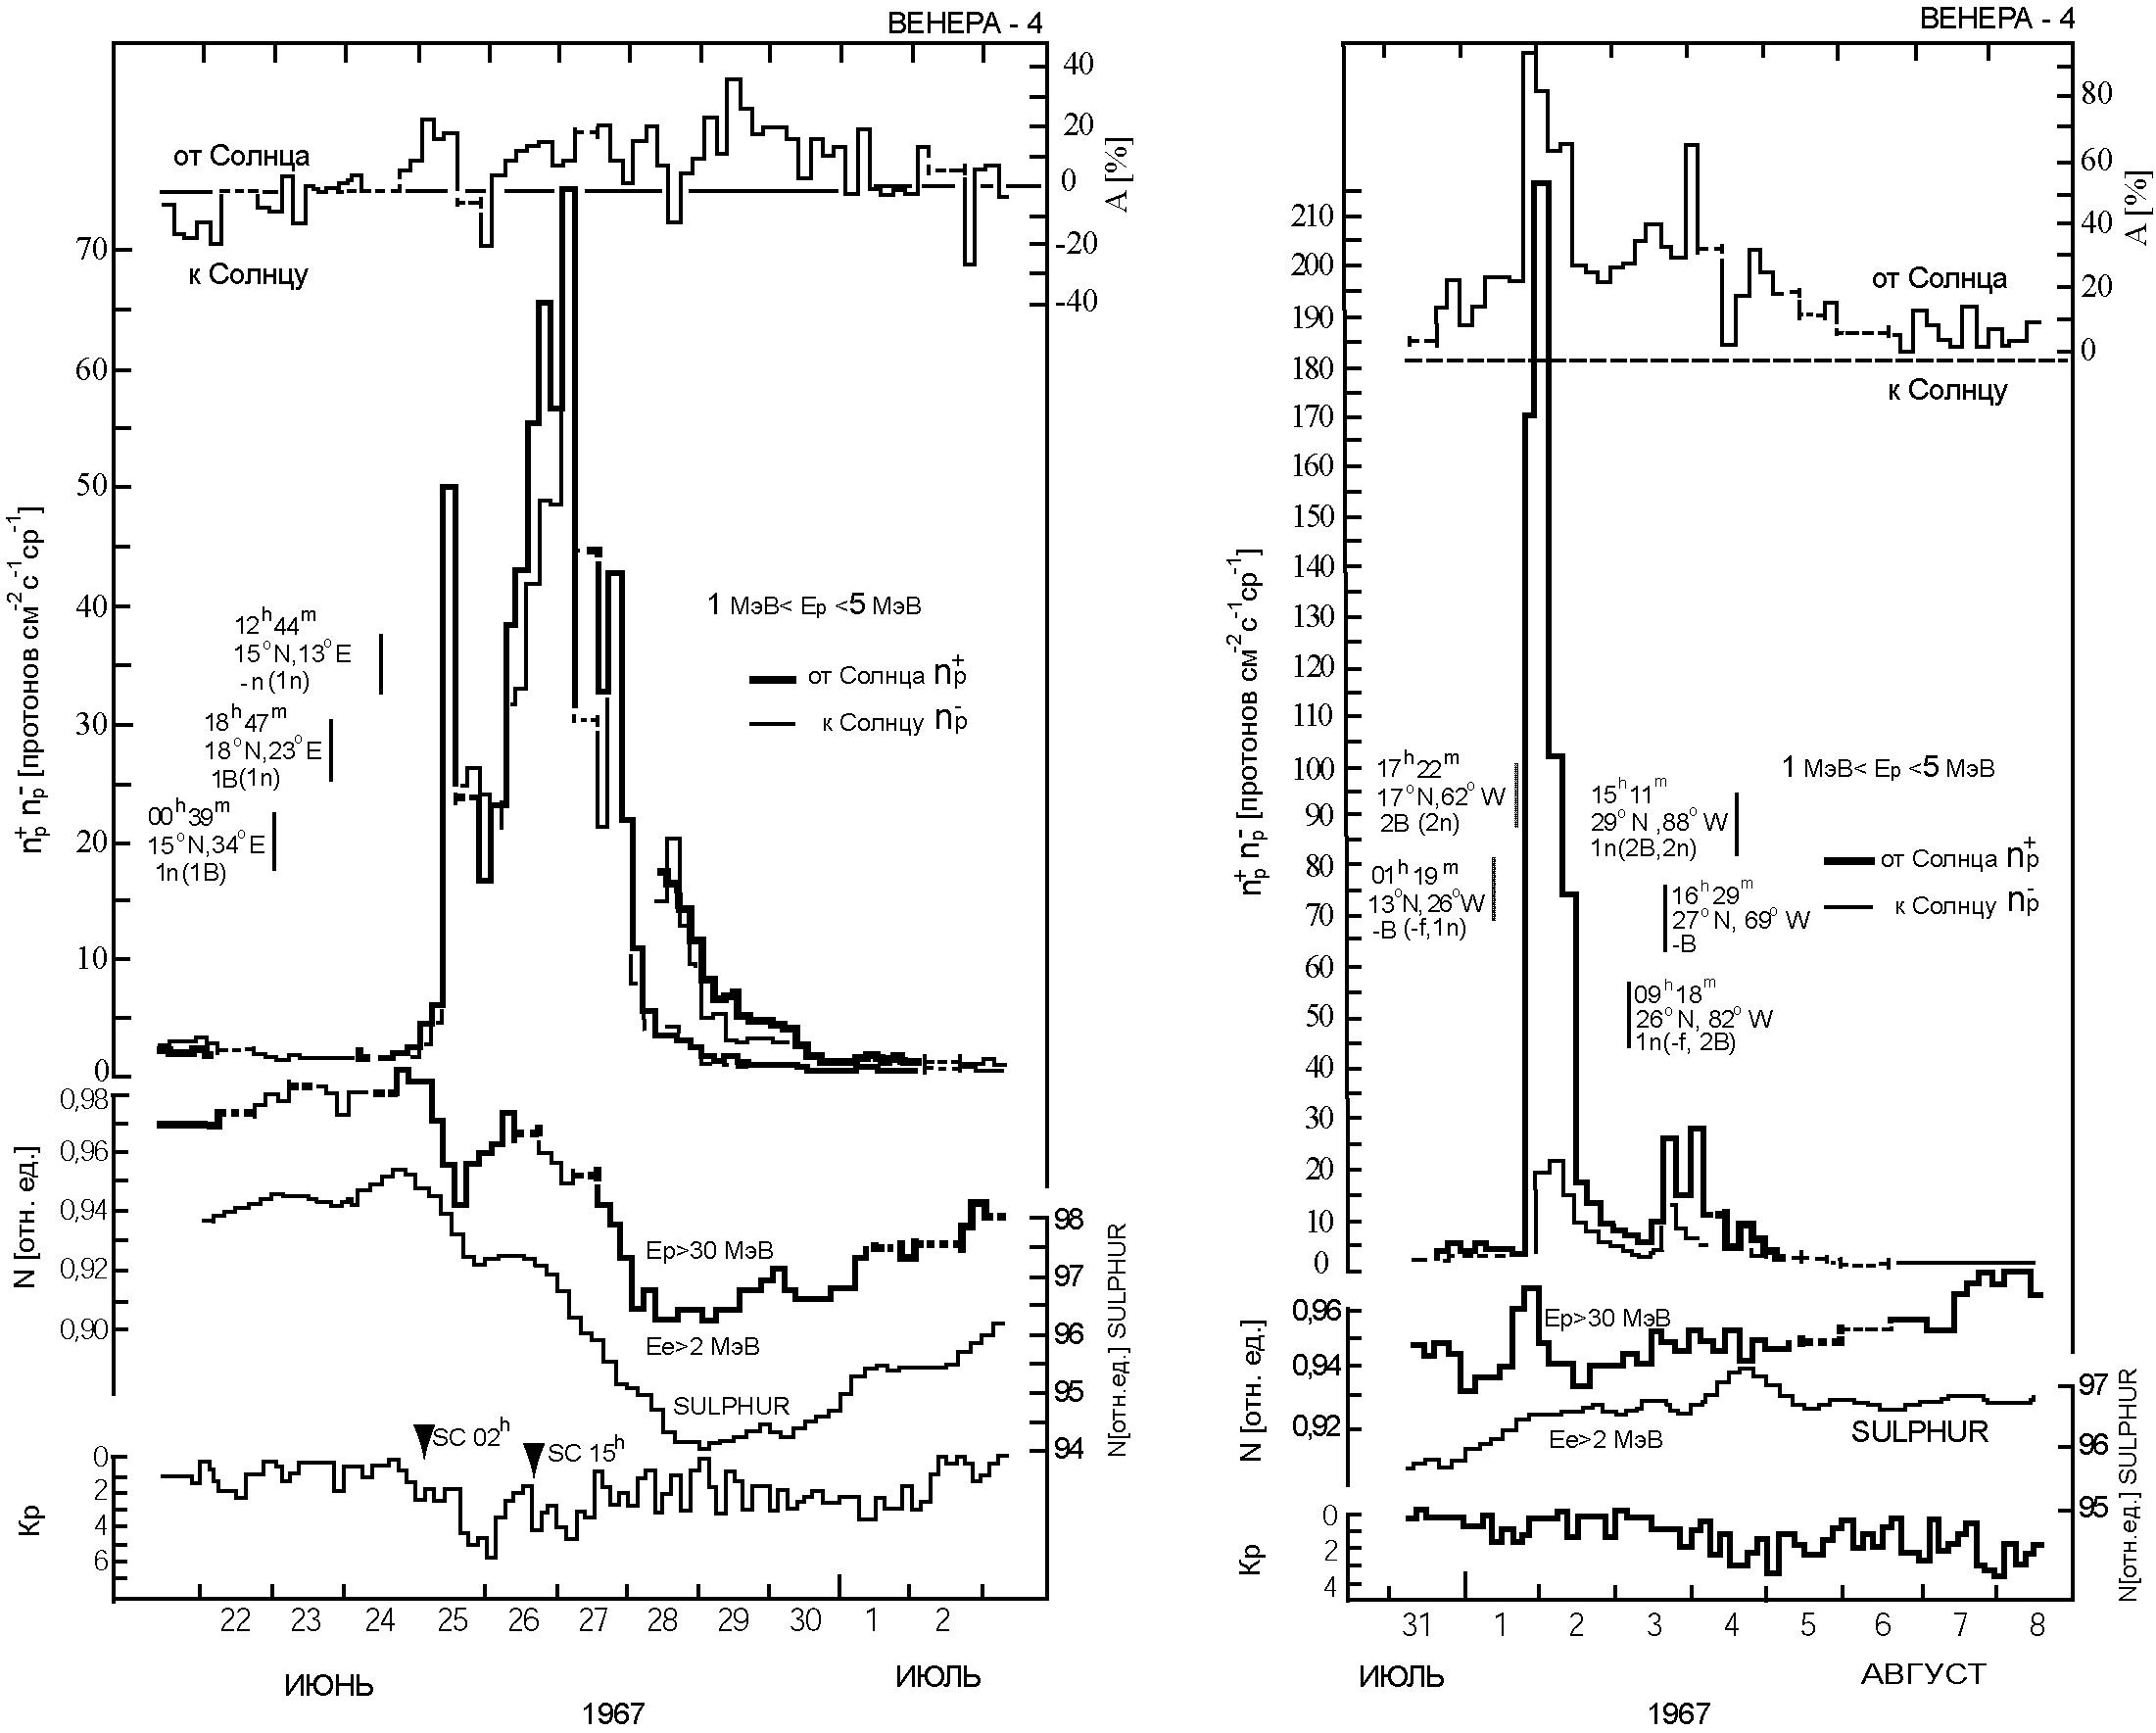 ВЕНЕРА - 4
40
20
0
-20
-40
A [%]
от Солнца
к Солнцу
70
60
50
40
30
20
10
0
n⁺p n⁻p [протонов см⁻²с⁻¹ср⁻¹]
12ʰ44ᵐ
15°N,13°E
-n (1n)
18ʰ47ᵐ
18°N,23°E
1B(1n)
00ʰ39ᵐ
15°N,34°E
1n(1B)
1 МэВ< Ep <5 МэВ
от Солнца n⁺p
к Солнцу n⁻p
0,98
0,96
0,94
0,92
0,90
N [отн. ед.]
Ep>30 МэВ
Ee>2 МэВ
SULPHUR
98
97
96
95
94
N[отн.ед.] SULPHUR
SC 02ʰ
SC 15ʰ
0
2
4
6
Kp
22 23 24 25 26 27 28 29 30 1 2
ИЮНЬ ИЮЛЬ
1967
ВЕНЕРА - 4
80
60
40
20
0
A [%]
от Солнца
к Солнцу
210
200
190
180
170
160
150
140
130
120
110
100
90
80
70
60
50
40
30
20
10
0
n⁺p n⁻p [протонов см⁻²с⁻¹ср⁻¹]
17ʰ22ᵐ
17°N,62°W
2B (2n)
01ʰ19ᵐ
13°N,26°W
-B (-f,1n)
15ʰ11ᵐ
29°N,88°W
1n(2B,2n)
16ʰ29ᵐ
27°N, 69°W
-B
09ʰ18ᵐ
26°N, 82°W
1n(-f, 2B)
1 МэВ< Ep <5 МэВ
от Солнца n⁺p
к Солнцу n⁻p
0,96
0,94
0,92
N [отн. ед.]
Ep>30 МэВ
Ee>2 МэВ
SULPHUR
97
96
95
N[отн.ед.] SULPHUR
0
2
4
Kp
31 1 2 3 4 5 6 7 8
ИЮЛЬ АВГУСТ
1967